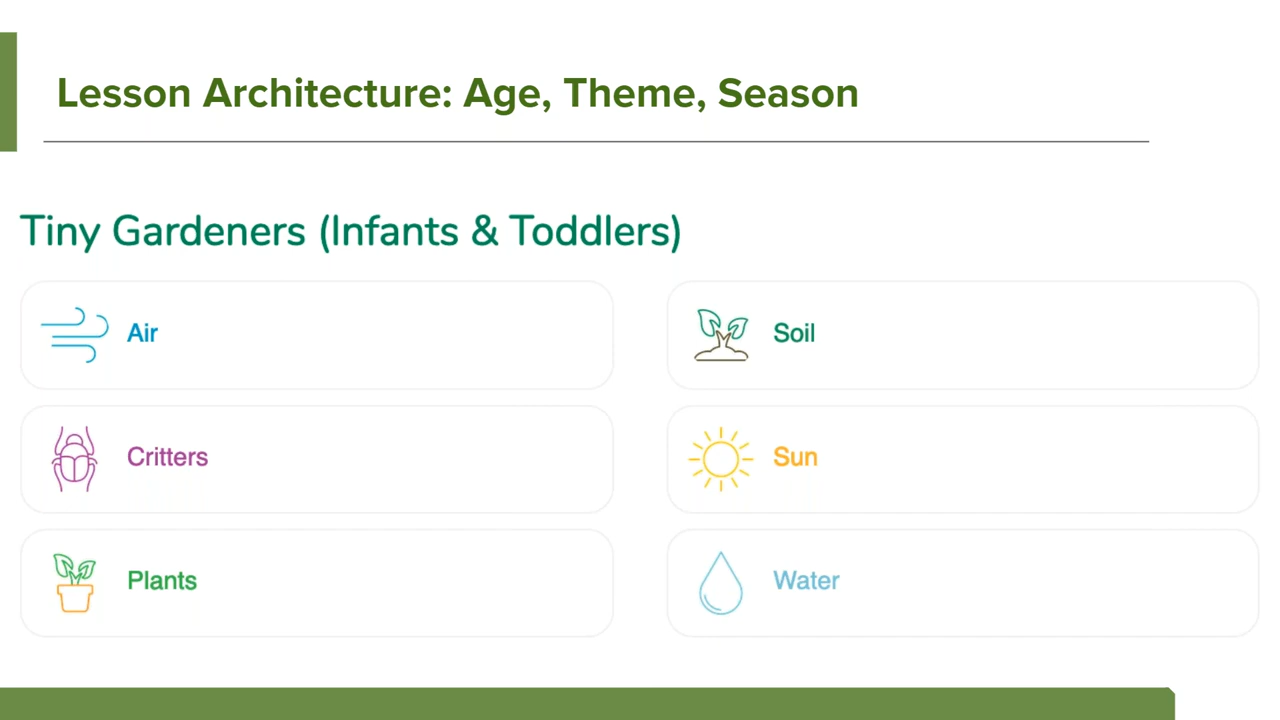 Lesson Architecture: Age, Theme, Season
Tiny Gardeners (Infants & Toddlers)
Air
Soil
Critters
Sun
Plants
Water